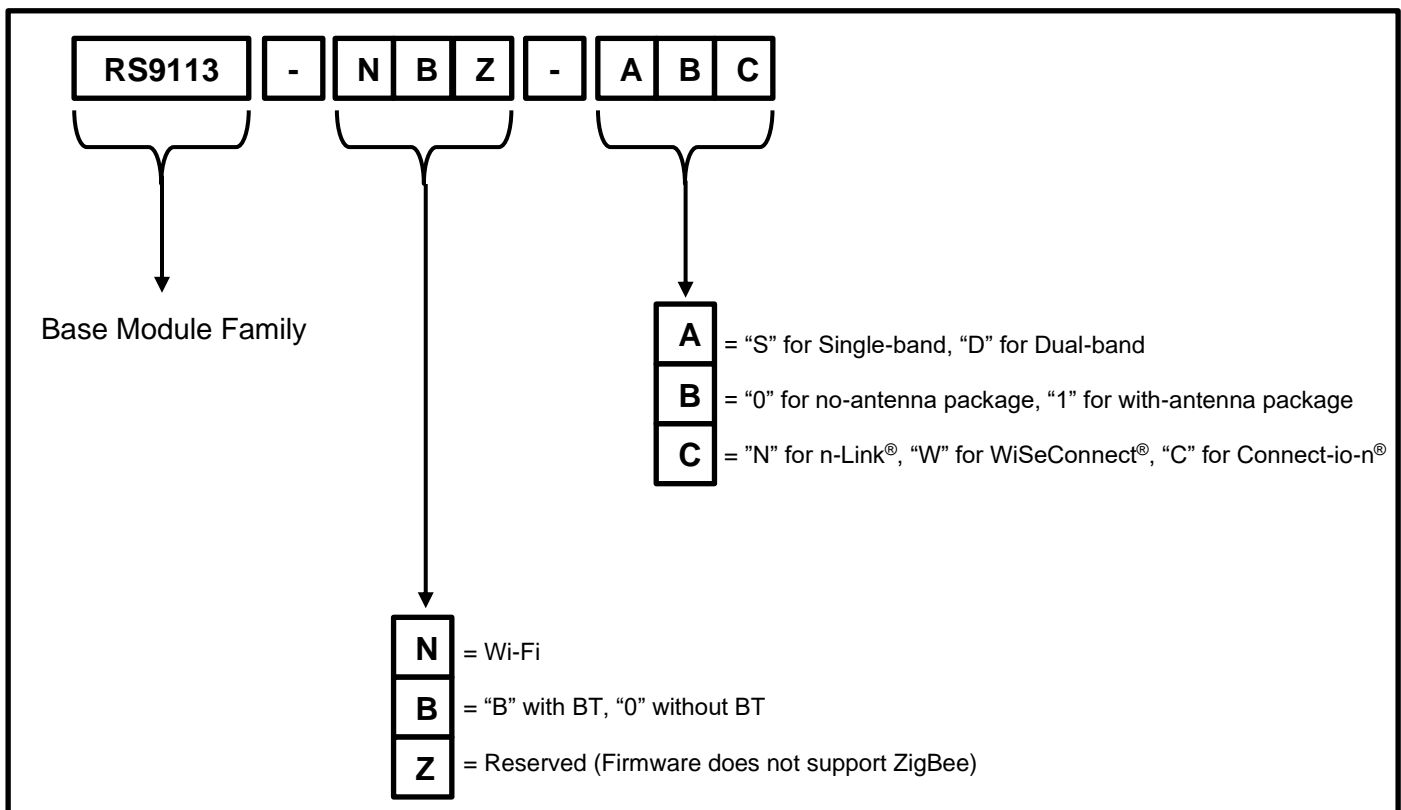 RS9113 - N B Z - A B C
Base Module Family
A = “S” for Single-band, “D” for Dual-band
B = “0” for no-antenna package, “1” for with-antenna package
C = ”N” for n-Link®, “W” for WiSeConnect®, “C” for Connect-io-n®
N = Wi-Fi
B = “B” with BT, “0” without BT
Z = Reserved (Firmware does not support ZigBee)